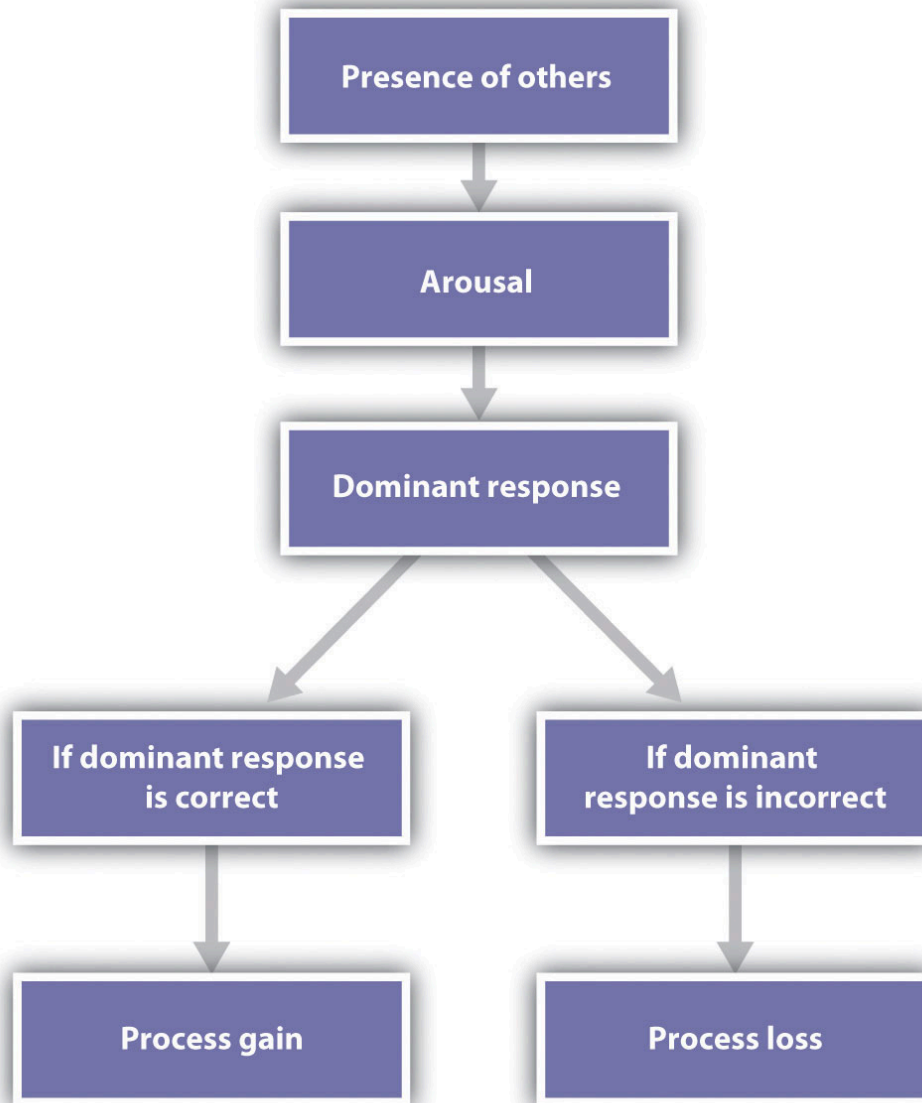 Presence of others
Arousal
Dominant response
If dominant response
is correct
If dominant
response is incorrect
Process gain
Process loss